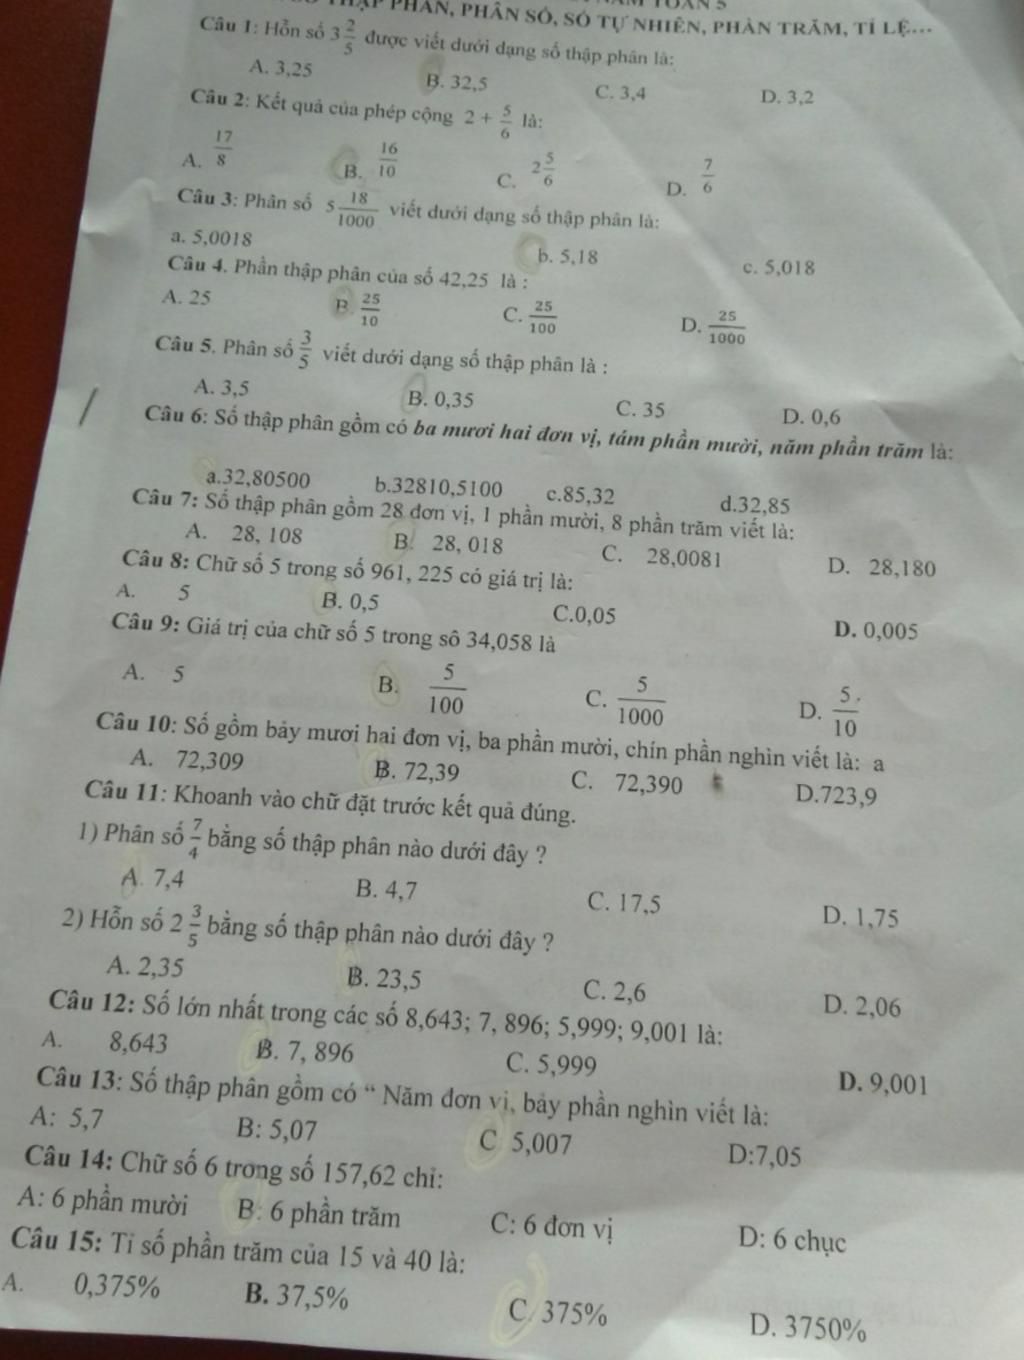 PHÂN, PHÂN SỐ, SỐ TỰ NHIÊN, PHẦN TRĂM, TỈ LỆ...
Câu 1: Hỗn số 3 2/5 được viết dưới dạng số thập phân là:
A. 3,25 B. 32,5 C. 3,4 D. 3,2
Câu 2: Kết quả của phép cộng 2 + 5/6 là:
A. 17/8 B. 16/10 C. 2 5/6 D. 7/6
Câu 3: Phân số 5 18/1000 viết dưới dạng số thập phân là:
a. 5,0018 b. 5,18 c. 5,018
Câu 4. Phần thập phân của số 42,25 là :
A. 25 B. 25/10 C. 25/100 D. 25/1000
Câu 5. Phân số 3/5 viết dưới dạng số thập phân là :
A. 3,5 B. 0,35 C. 35 D. 0,6
Câu 6: Số thập phân gồm có ba mươi hai đơn vị, tám phần mười, năm phần trăm là:
a.32,80500 b.32810,5100 c.85,32 d.32,85
Câu 7: Số thập phân gồm 28 đơn vị, 1 phần mười, 8 phần trăm viết là:
A. 28, 108 B. 28, 018 C. 28,0081 D. 28,180
Câu 8: Chữ số 5 trong số 961, 225 có giá trị là:
A. 5 B. 0,5 C.0,05 D. 0,005
Câu 9: Giá trị của chữ số 5 trong sô 34,058 là
A. 5 B. 5/100 C. 5/1000 D. 5/10
Câu 10: Số gồm bảy mươi hai đơn vị, ba phần mười, chín phần nghìn viết là: a
A. 72,309 B. 72,39 C. 72,390 D.723,9
Câu 11: Khoanh vào chữ đặt trước kết quả đúng.
1) Phân số 7/4 bằng số thập phân nào dưới đây ?
A. 7,4 B. 4,7 C. 17,5 D. 1,75
2) Hỗn số 2 3/5 bằng số thập phân nào dưới đây ?
A. 2,35 B. 23,5 C. 2,6 D. 2,06
Câu 12: Số lớn nhất trong các số 8,643; 7, 896; 5,999; 9,001 là:
A. 8,643 B. 7, 896 C. 5,999 D. 9,001
Câu 13: Số thập phân gồm có “ Năm đơn vị, bảy phần nghìn viết là:
A: 5,7 B: 5,07 C 5,007 D:7,05
Câu 14: Chữ số 6 trong số 157,62 chỉ:
A: 6 phần mười B: 6 phần trăm C: 6 đơn vị D: 6 chục
Câu 15: Tỉ số phần trăm của 15 và 40 là:
A. 0,375% B. 37,5% C. 375% D. 3750%